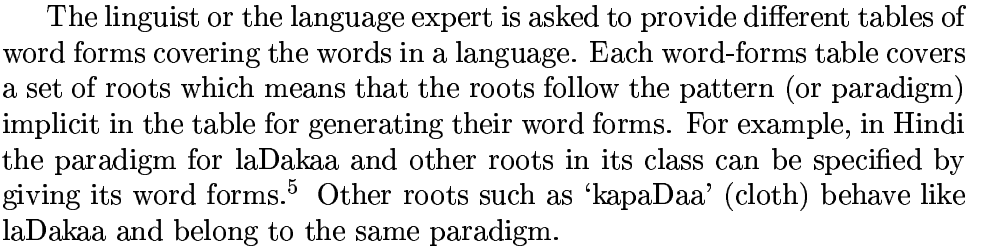 The linguist or the language expert is asked to provide different tables of
word forms covering the words in a language. Each word-forms table covers
a set of roots which means that the roots follow the pattern (or paradigm)
implicit in the table for generating their word forms. For example, in Hindi
the paradigm for laDakaa and other roots in its class can be specified by
giving its word forms.⁵ Other roots such as ‘kapaDaa’ (cloth) behave like
laDakaa and belong to the same paradigm.